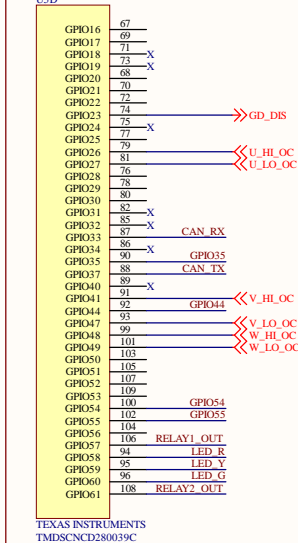 GPIO16 67
GPIO17 69
GPIO18 71 X
GPIO19 73 X
GPIO20 68
GPIO21 70
GPIO22 72
GPIO23 74 GD_DIS
GPIO24 75 X
GPIO25 77
GPIO26 79 U_HI_OC
GPIO27 81 U_LO_OC
GPIO28 76
GPIO29 78
GPIO30 80
GPIO31 82 X
GPIO32 85 X
GPIO33 87 CAN_RX
GPIO34 86 X
GPIO35 90 GPIO35
GPIO37 88 CAN_TX
GPIO40 89 X
GPIO41 91 V_HI_OC
GPIO44 92 GPIO44
GPIO47 93 V_LO_OC
GPIO48 99 W_HI_OC
GPIO49 101 W_LO_OC
GPIO50 103
GPIO51 105
GPIO52 107
GPIO53 109
GPIO54 100 GPIO54
GPIO55 102 GPIO55
GPIO56 104
GPIO57 106 RELAY1_OUT
GPIO58 94 LED_R
GPIO59 95 LED_Y
GPIO60 96 LED_G
GPIO61 108 RELAY2_OUT
TEXAS INSTRUMENTS
TMDSCNCD280039C